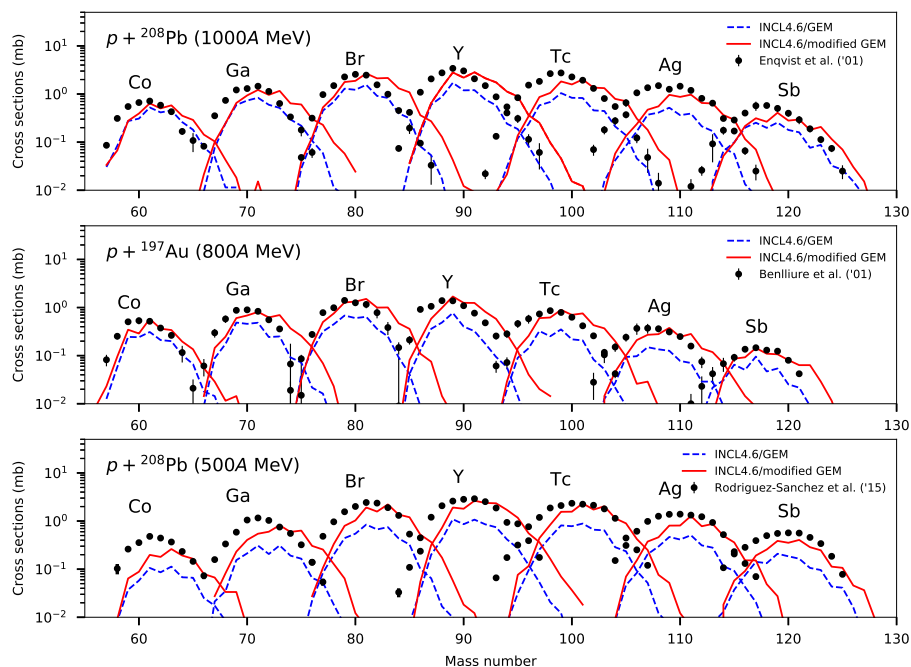 p + ²⁰⁸Pb (1000A MeV)
INCL4.6/GEM
INCL4.6/modified GEM
Enqvist et al. ('01)
Co Ga Br Y Tc Ag Sb
Cross sections (mb)
10¹
10⁰
10⁻¹
10⁻²
60 70 80 90 100 110 120 130
p + ¹⁹⁷Au (800A MeV)
INCL4.6/GEM
INCL4.6/modified GEM
Benlliure et al. ('01)
Co Ga Br Y Tc Ag Sb
Cross sections (mb)
10¹
10⁰
10⁻¹
10⁻²
60 70 80 90 100 110 120 130
p + ²⁰⁸Pb (500A MeV)
INCL4.6/GEM
INCL4.6/modified GEM
Rodriguez-Sanchez et al. ('15)
Co Ga Br Y Tc Ag Sb
Cross sections (mb)
10¹
10⁰
10⁻¹
10⁻²
60 70 80 90 100 110 120 130
Mass number